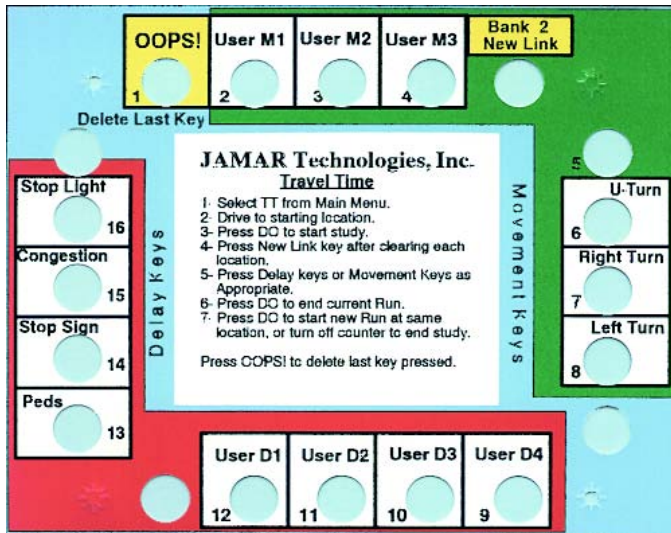 OOPS!
1
Delete Last Key
User M1
2
User M2
3
User M3
4
Bank 2
New Link
5
U-Turn
6
Right Turn
7
Left Turn
8
Movement Keys
Stop Light
16
Congestion
15
Stop Sign
14
Peds
13
Delay Keys
JAMAR Technologies, Inc.
Travel Time
1- Select TT from Main Menu.
2- Drive to starting location.
3- Press DO to start study.
4- Press New Link key after clearing each
location.
5- Press Delay keys or Movement Keys as
Appropriate.
6- Press DO to end current Run.
7- Press DO to start new Run at same
location, or turn off counter to end study.
Press OOPS! to delete last key pressed.
User D1
12
User D2
11
User D3
10
User D4
9